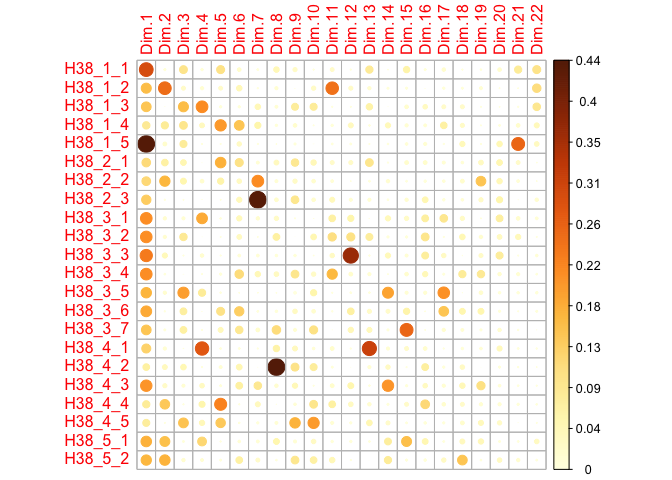 Dim.1 Dim.2 Dim.3 Dim.4 Dim.5 Dim.6 Dim.7 Dim.8 Dim.9 Dim.10 Dim.11 Dim.12 Dim.13 Dim.14 Dim.15 Dim.16 Dim.17 Dim.18 Dim.19 Dim.20 Dim.21 Dim.22
H38_1_1
H38_1_2
H38_1_3
H38_1_4
H38_1_5
H38_2_1
H38_2_2
H38_2_3
H38_3_1
H38_3_2
H38_3_3
H38_3_4
H38_3_5
H38_3_6
H38_3_7
H38_4_1
H38_4_2
H38_4_3
H38_4_4
H38_4_5
H38_5_1
H38_5_2
0.44
0.4
0.35
0.31
0.26
0.22
0.18
0.13
0.09
0.04
0